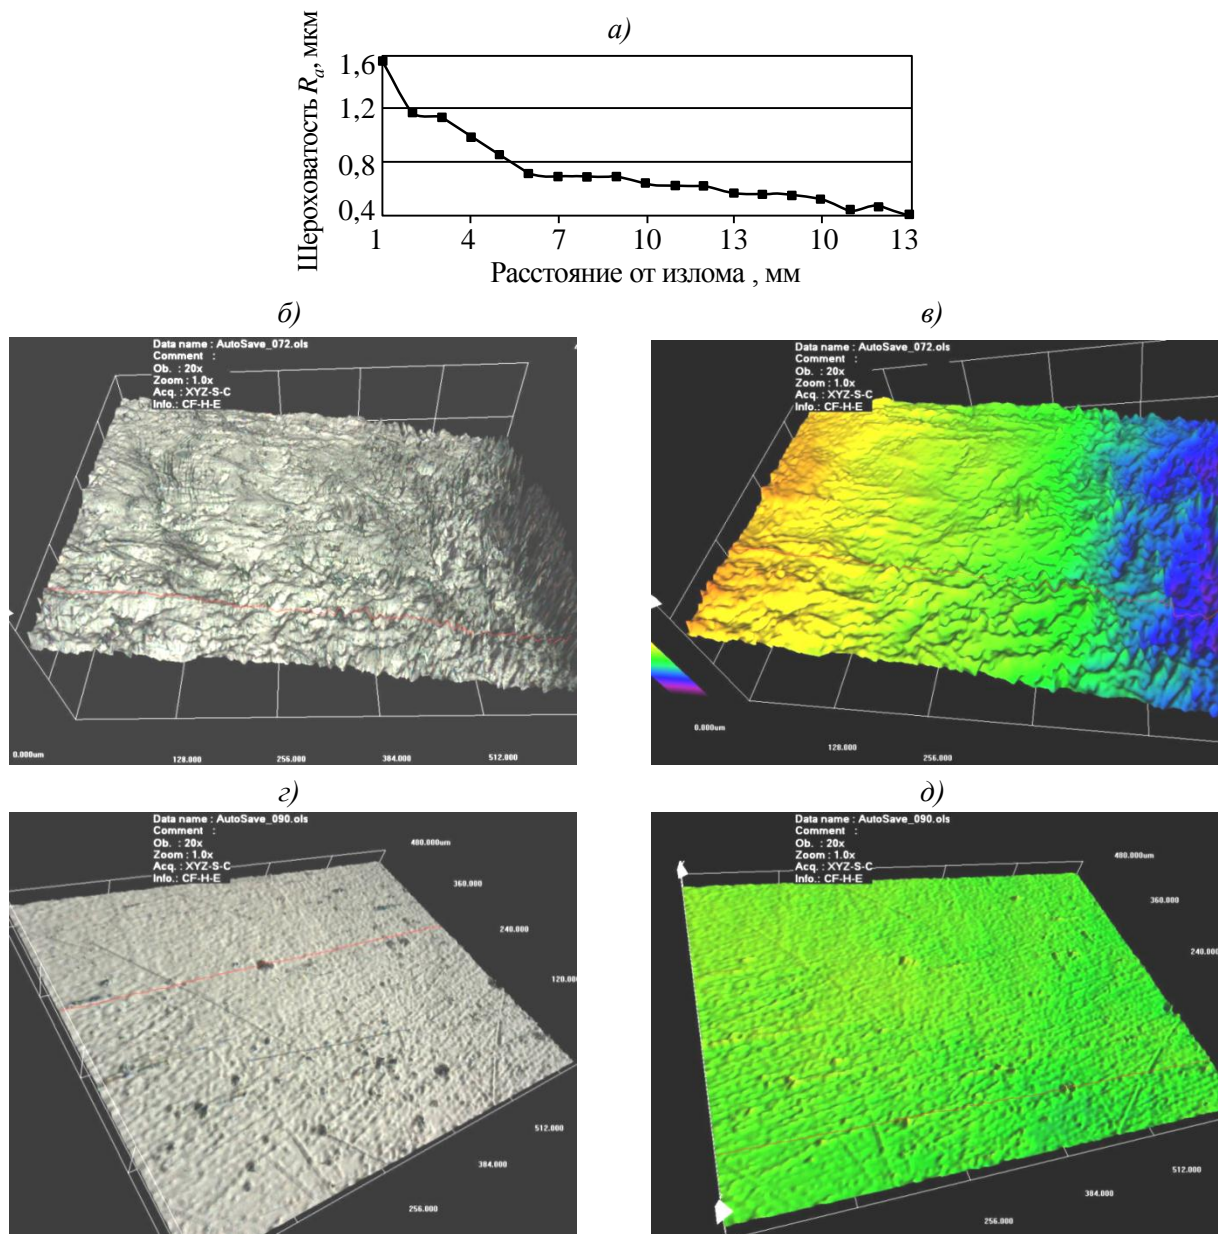 а)
Шероховатость Ra, мкм
1,6
1,2
0,8
0,4
1 4 7 10 13 10 13
Расстояние от излома , мм
б)
в)
Data name : AutoSave_072.ols
Comment :
Ob. : 20x
Zoom : 1.0x
Acq. : XYZ-S-C
Info.: CF-H-E
0.000um
128.000
256.000
384.000
512.000
Data name : AutoSave_072.ols
Comment :
Ob. : 20x
Zoom : 1.0x
Acq. : XYZ-S-C
Info.: CF-H-E
0.000um
128.000
256.000
г)
д)
Data name : AutoSave_090.ols
Comment :
Ob. : 20x
Zoom : 1.0x
Acq. : XYZ-S-C
Info.: CF-H-E
480.000um
360.000
240.000
120.000
512.000
384.000
256.000
Data name : AutoSave_090.ols
Comment :
Ob. : 20x
Zoom : 1.0x
Acq. : XYZ-S-C
Info.: CF-H-E
480.000um
360.000
240.000
512.000
384.000
256.000